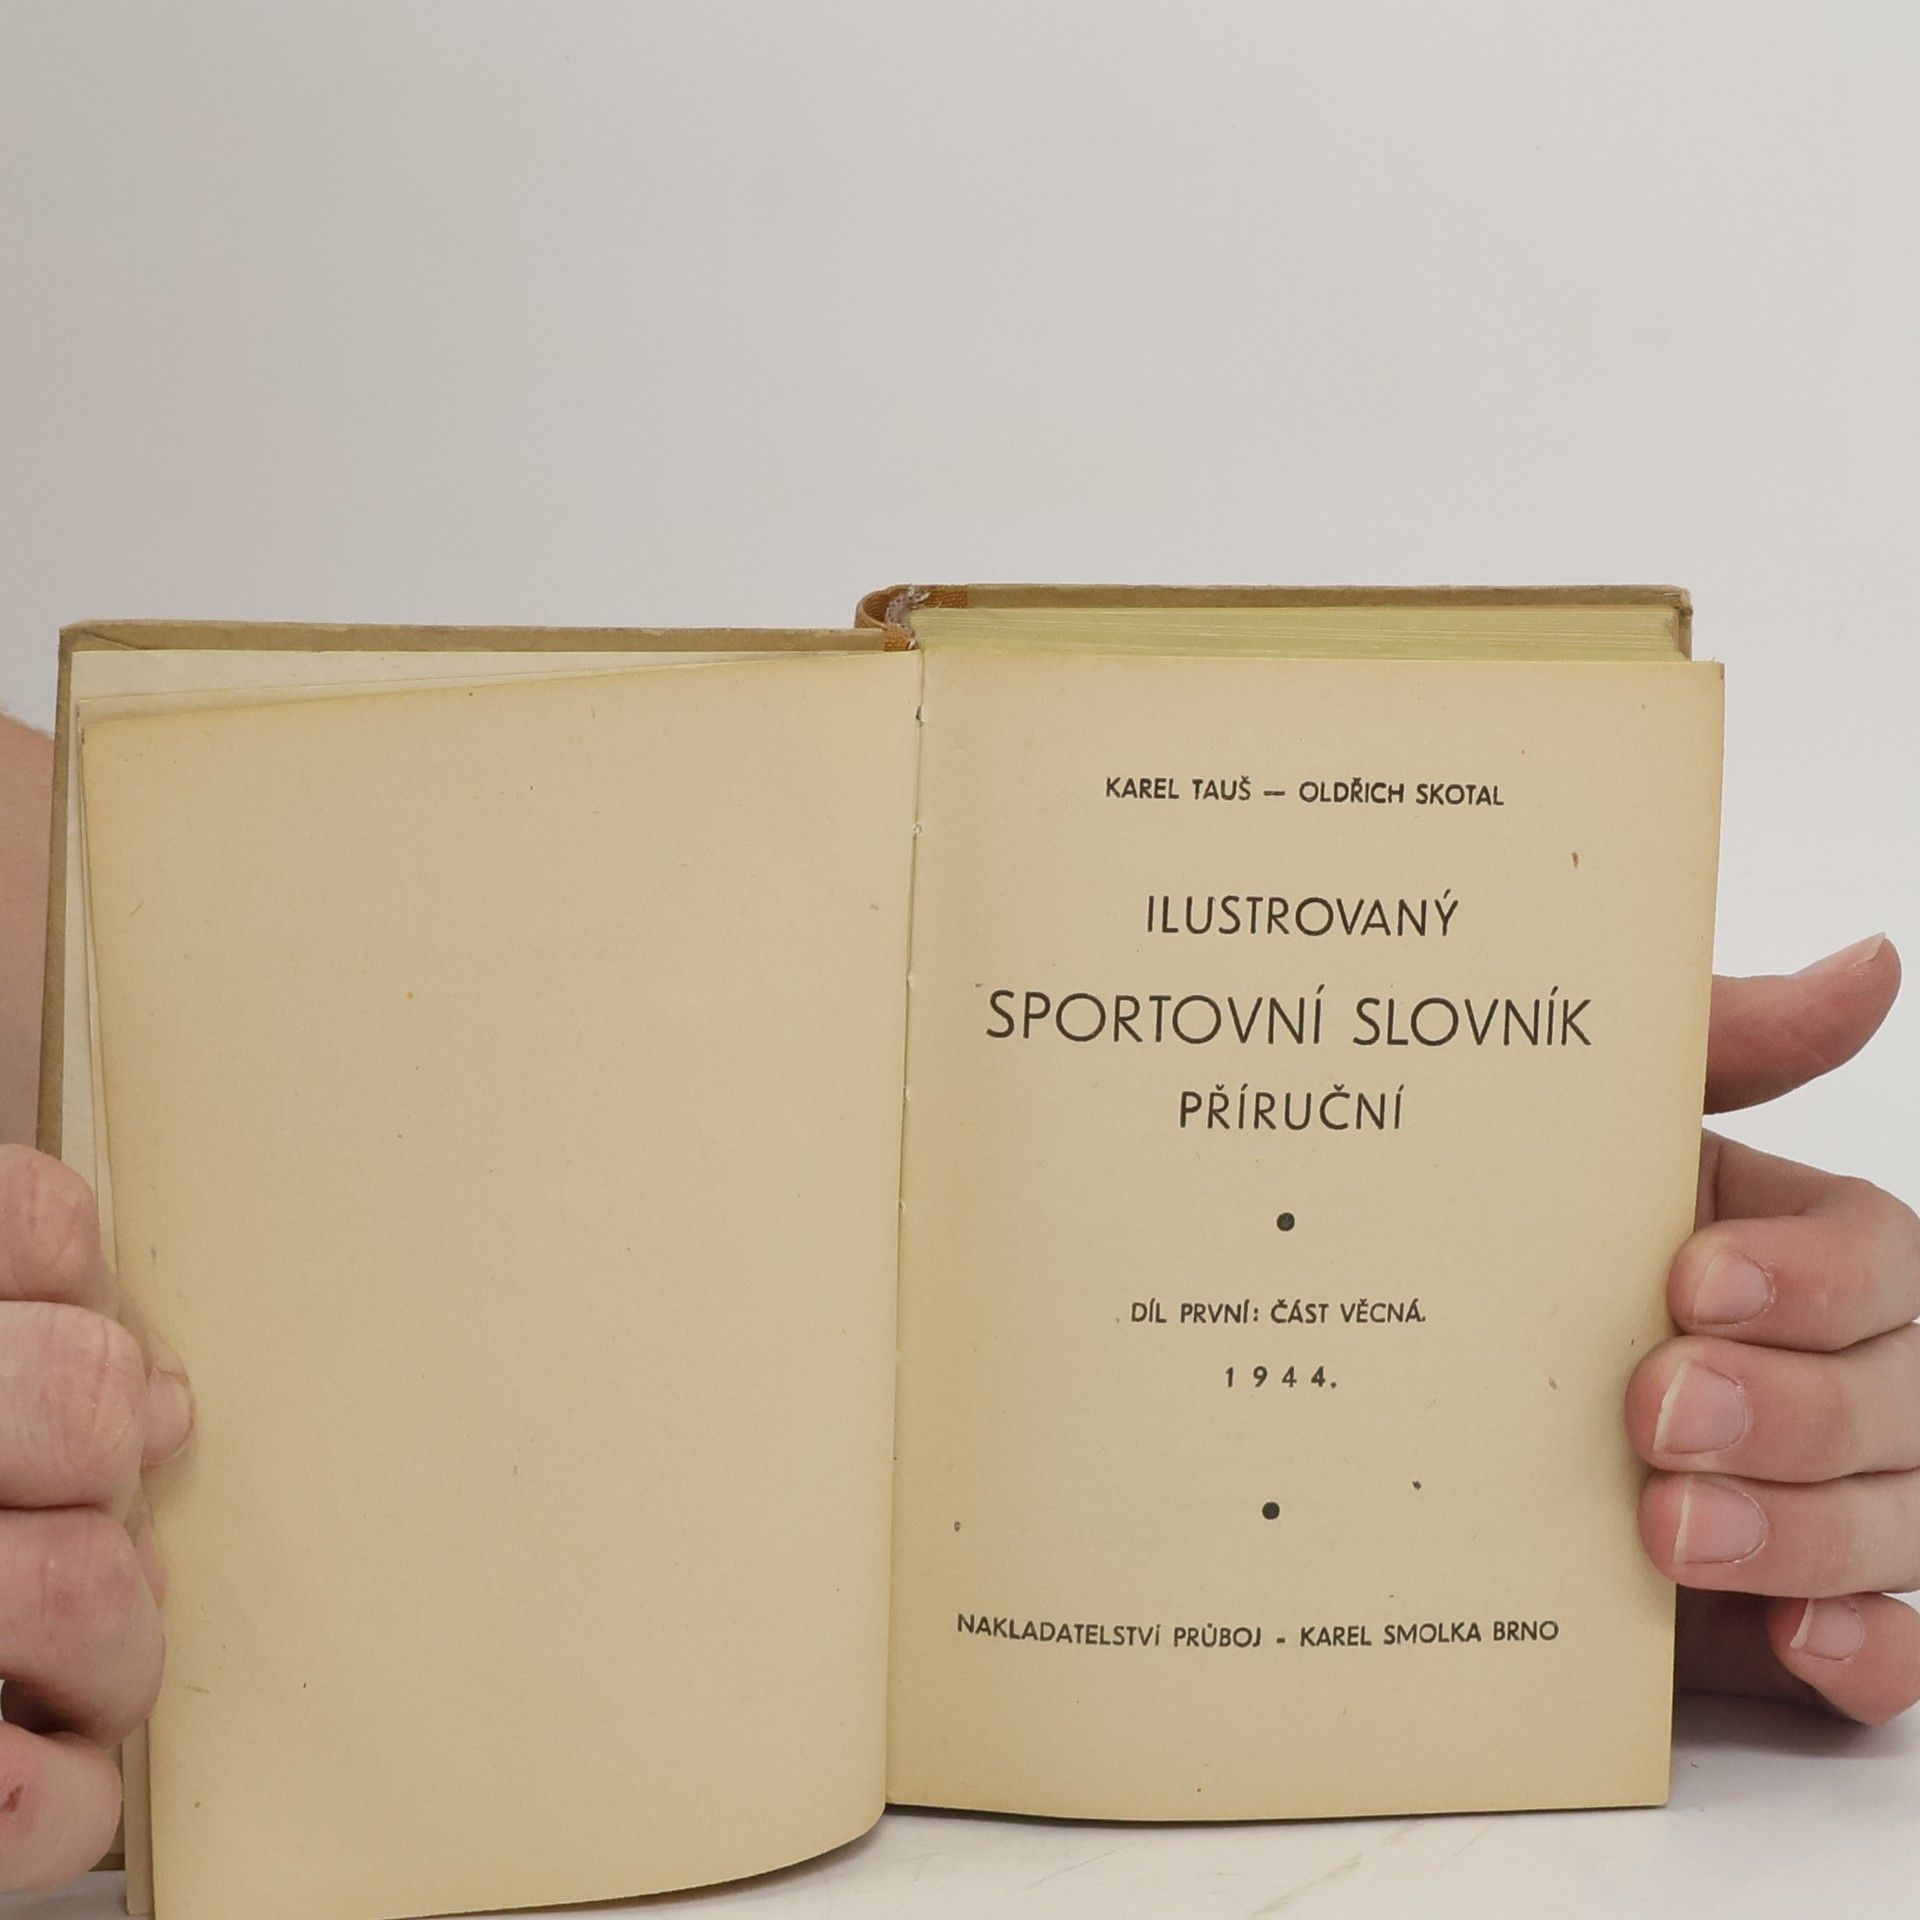 KAREL TAUŠ — OLDŘICH SKOTAL
ILUSTROVANÝ
SPORTOVNÍ SLOVNÍK
PŘÍRUČNÍ
DÍL PRVNÍ: ČÁST VĚCNÁ.
1944.
NAKLADATELSTVÍ PRŮBOJ - KAREL SMOLKA BRNO